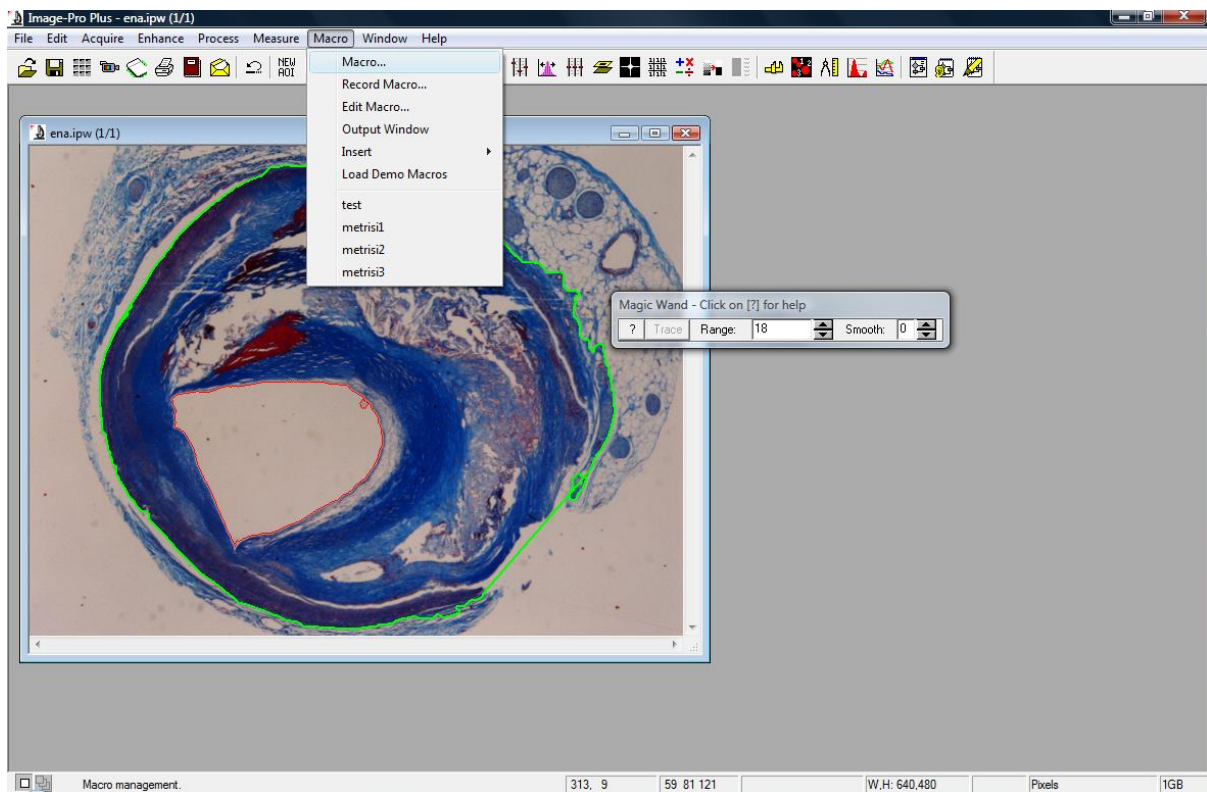 Image-Pro Plus - ena.ipw (1/1)
File Edit Acquire Enhance Process Measure Macro Window Help
NEW
AOI
Macro...
Record Macro...
Edit Macro...
Output Window
Insert
Load Demo Macros
test
metrisi1
metrisi2
metrisi3
ena.ipw (1/1)
Magic Wand - Click on [?] for help
? Trace Range: 18 Smooth: 0
Macro management. 313, 9 59 81 121 W,H: 640,480 Pixels 1GB